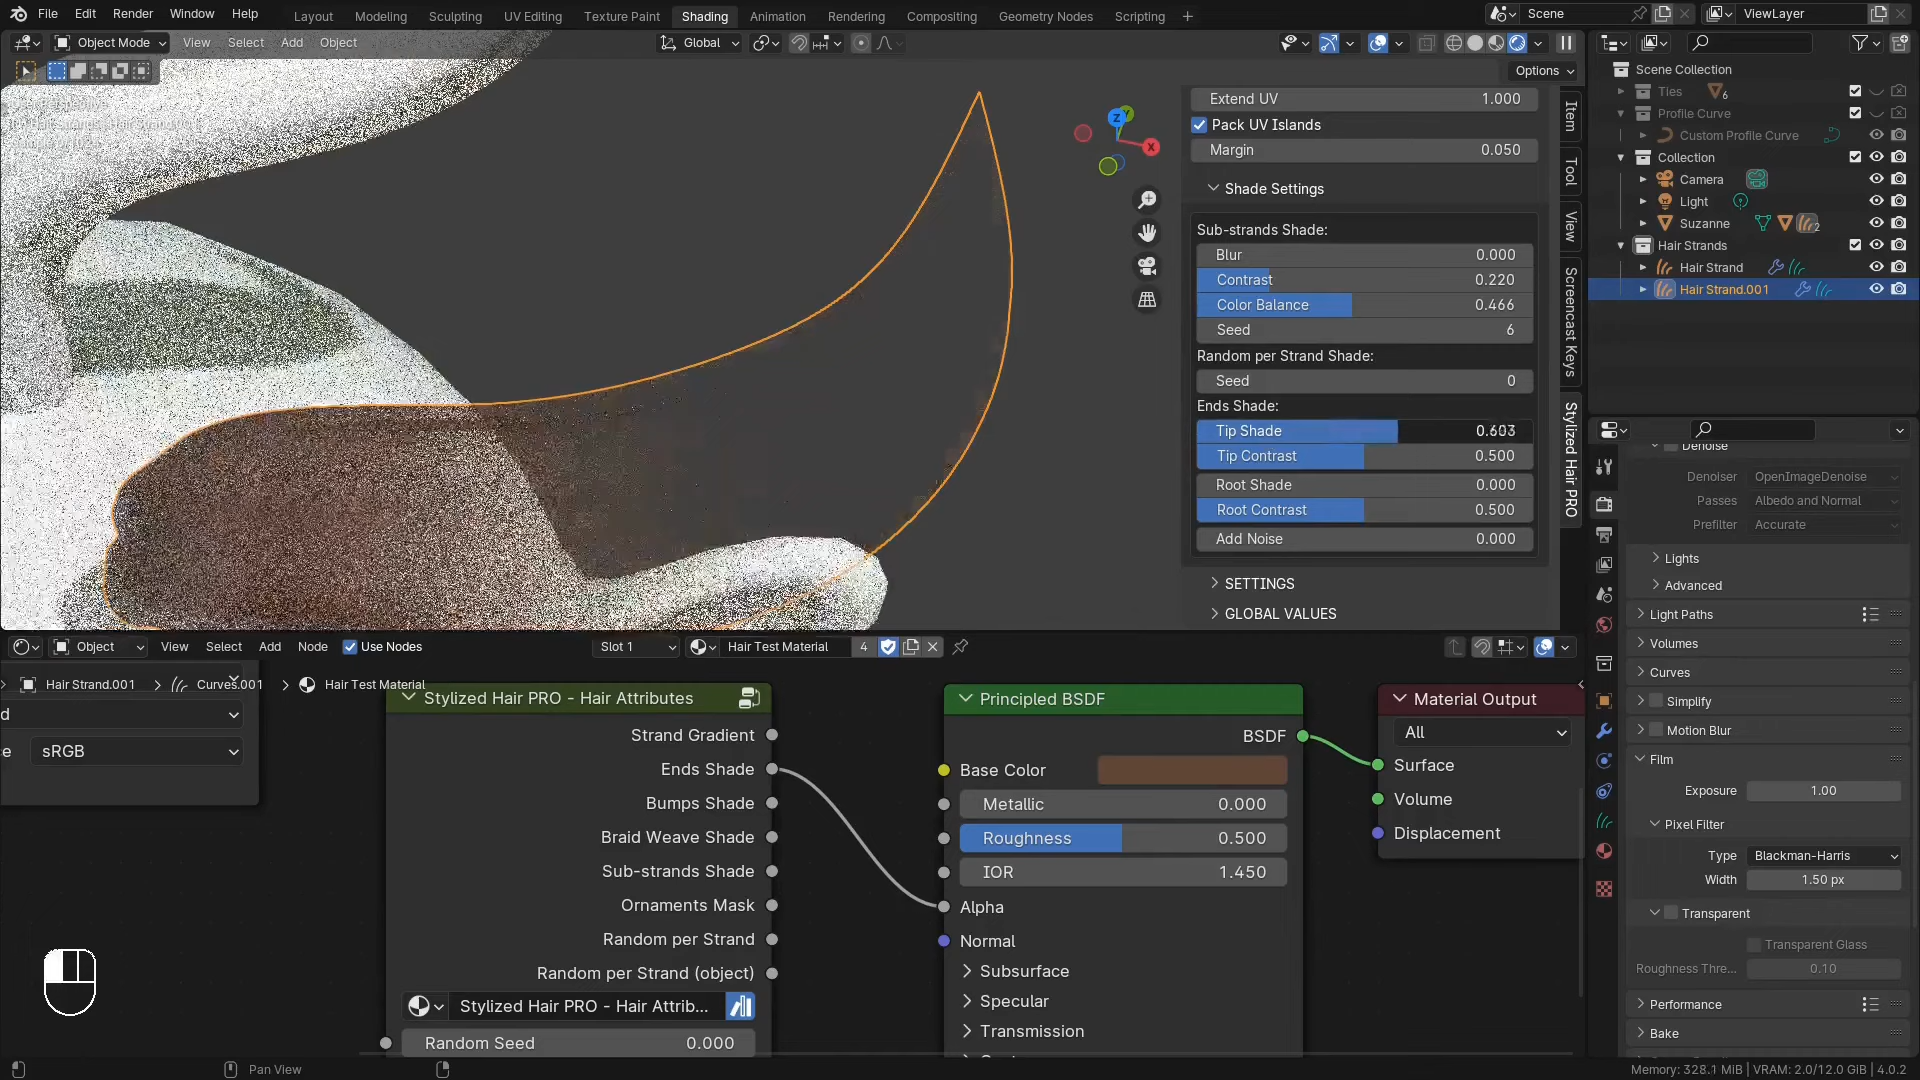 File Edit Render Window Help Layout Modeling Sculpting UV Editing Texture Paint Shading Animation Rendering Compositing Geometry Nodes Scripting + Scene ViewLayer
Object Mode View Select Add Object Global
Options
Extend UV 1.000
Pack UV Islands
Margin 0.050
Shade Settings
Sub-strands Shade:
Blur 0.000
Contrast 0.220
Color Balance 0.466
Seed 6
Random per Strand Shade:
Seed 0
Ends Shade:
Tip Shade 0.603
Tip Contrast 0.500
Root Shade 0.000
Root Contrast 0.500
Add Noise 0.000
SETTINGS
GLOBAL VALUES
Z
X
Item
Tool
View
Screencast Keys
Stylized Hair PRO
Scene Collection
Ties 6
Profile Curve
Custom Profile Curve
Collection
Camera
Light
Suzanne 2
Hair Strands
Hair Strand
Hair Strand.001
Denoise
Denoiser OpenImageDenoise
Passes Albedo and Normal
Prefilter Accurate
Lights
Advanced
Light Paths
Volumes
Curves
Simplify
Motion Blur
Film
Exposure 1.00
Pixel Filter
Type Blackman-Harris
Width 1.50 px
Transparent
Transparent Glass
Roughness Thre... 0.10
Performance
Bake
Object View Select Add Node Use Nodes Slot 1 Hair Test Material 4
Hair Strand.001 > Curves.001 > Hair Test Material
d
e sRGB
Stylized Hair PRO - Hair Attributes
Strand Gradient
Ends Shade
Bumps Shade
Braid Weave Shade
Sub-strands Shade
Ornaments Mask
Random per Strand
Random per Strand (object)
Stylized Hair PRO - Hair Attrib...
Random Seed 0.000
Principled BSDF
BSDF
Base Color
Metallic 0.000
Roughness 0.500
IOR 1.450
Alpha
Normal
Subsurface
Specular
Transmission
Material Output
All
Surface
Volume
Displacement
Pan View
Memory: 328.1 MiB | VRAM: 2.0/12.0 GiB | 4.0.2